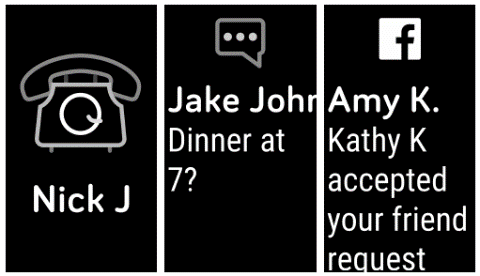 Nick J
Jake John
Dinner at
7?
Amy K.
Kathy K
accepted
your friend
request